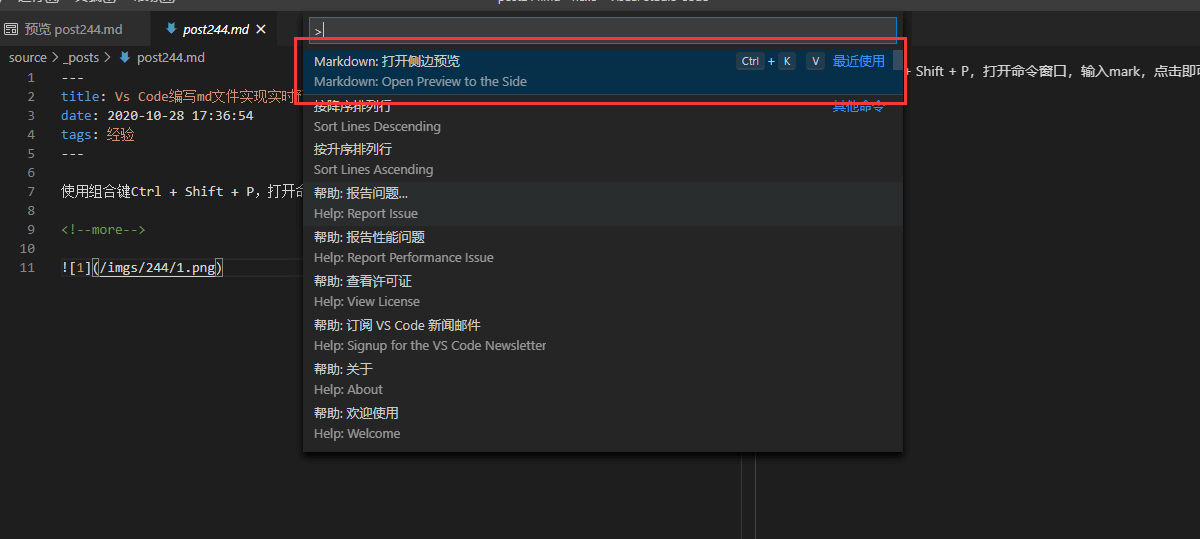 预览 post244.md
post244.md
source > _posts > post244.md
>
Markdown: 打开侧边预览 Ctrl + K V 最近使用
Markdown: Open Preview to the Side
按降序排列行 其他命令
Sort Lines Descending
按升序排列行
Sort Lines Ascending
帮助: 报告问题...
Help: Report Issue
帮助: 报告性能问题
Help: Report Performance Issue
帮助: 查看许可证
Help: View License
帮助: 订阅 VS Code 新闻邮件
Help: Signup for the VS Code Newsletter
帮助: 关于
Help: About
帮助: 欢迎使用
Help: Welcome
1 ---
2 title: Vs Code编写md文件实现实时
3 date: 2020-10-28 17:36:54
4 tags: 经验
5 ---
6
7 使用组合键Ctrl + Shift + P，打开
8
9 <!--more-->
10
11 ![1](/imgs/244/1.png)
+ Shift + P，打开命令窗口，输入mark，点击即可